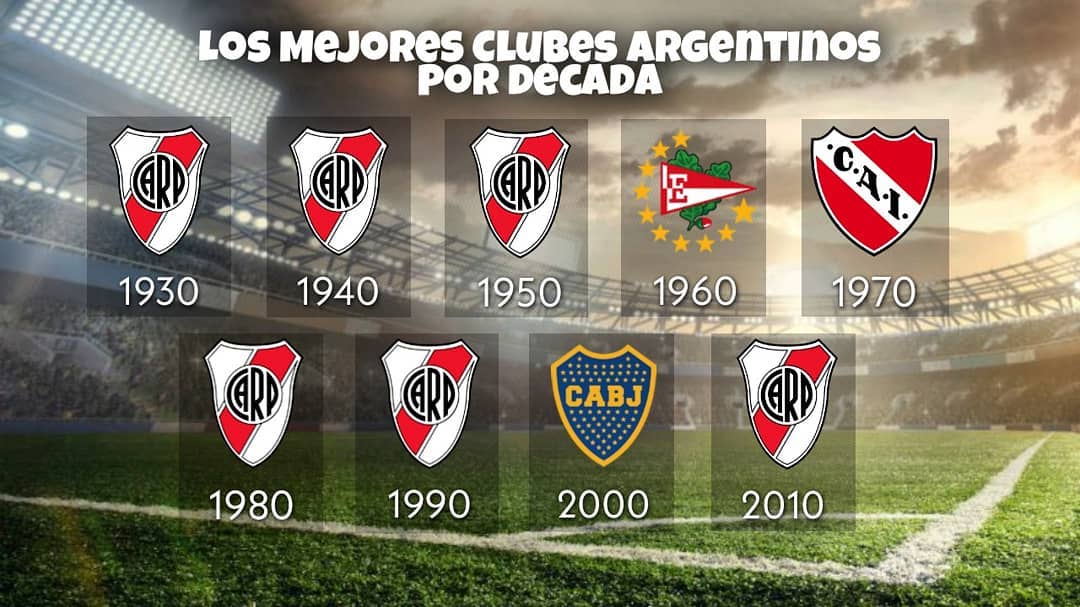 Los Mejores Clubes Argentinos
Por Decada
CARP
CARP
CARP
E
C.A.I.
1930
1940
1950
1960
1970
CARP
CARP
CABJ
CARP
1980
1990
2000
2010